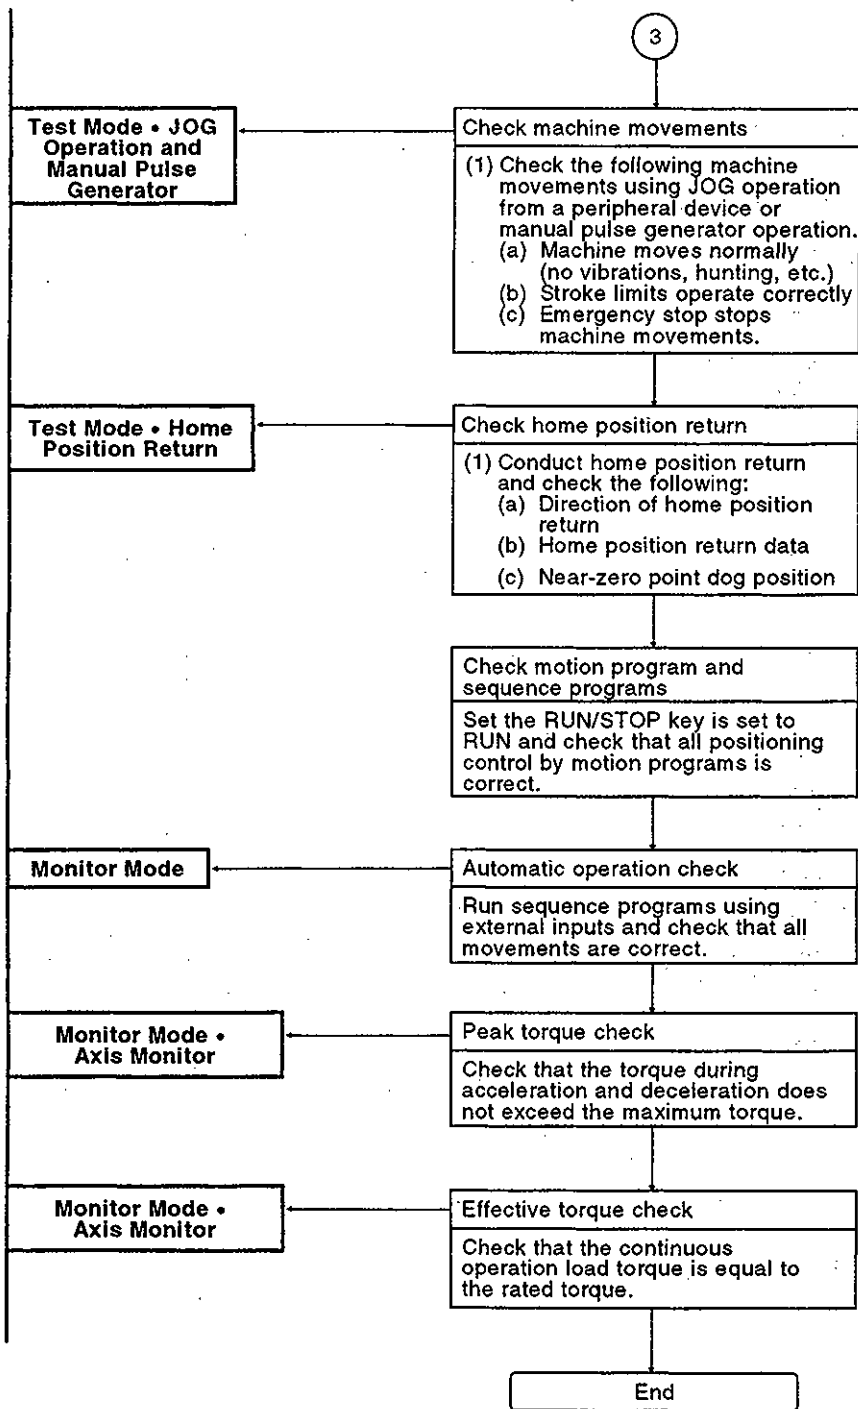 3
Test Mode • JOG
Operation and
Manual Pulse
Generator
Check machine movements
(1) Check the following machine
movements using JOG operation
from a peripheral device or
manual pulse generator operation.
(a) Machine moves normally
(no vibrations, hunting, etc.)
(b) Stroke limits operate correctly
(c) Emergency stop stops
machine movements.
Test Mode • Home
Position Return
Check home position return
(1) Conduct home position return
and check the following:
(a) Direction of home position
return
(b) Home position return data
(c) Near-zero point dog position
Check motion program and
sequence programs
Set the RUN/STOP key is set to
RUN and check that all positioning
control by motion programs is
correct.
Monitor Mode
Automatic operation check
Run sequence programs using
external inputs and check that all
movements are correct.
Monitor Mode •
Axis Monitor
Peak torque check
Check that the torque during
acceleration and deceleration does
not exceed the maximum torque.
Monitor Mode •
Axis Monitor
Effective torque check
Check that the continuous
operation load torque is equal to
the rated torque.
End